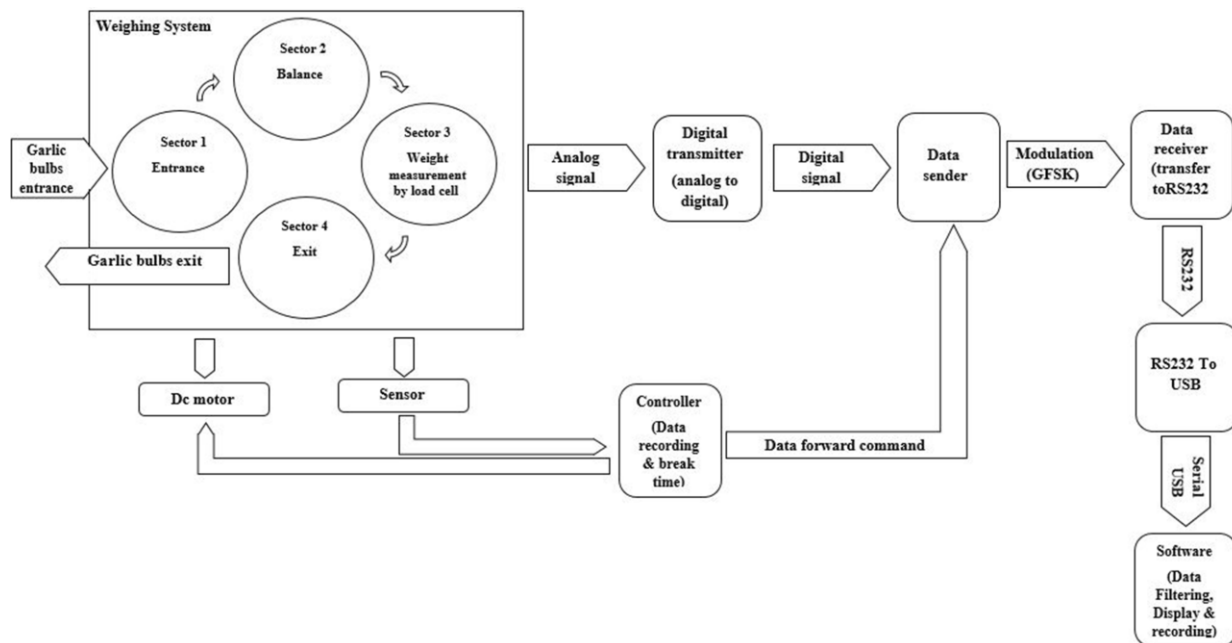 Weighing System
Sector 2
Balance
Sector 1
Entrance
Sector 3
Weight
measurement
by load cell
Sector 4
Exit
Garlic
bulbs
entrance
Garlic bulbs exit
Analog
signal
Digital
transmitter
(analog to
digital)
Digital
signal
Data
sender
Modulation
(GFSK)
Data
receiver
(transfer
toRS232
RS232
RS232 To
USB
Serial
USB
Software
(Data
Filtering,
Display &
recording)
Dc motor
Sensor
Controller
(Data
recording
& break
time)
Data forward command